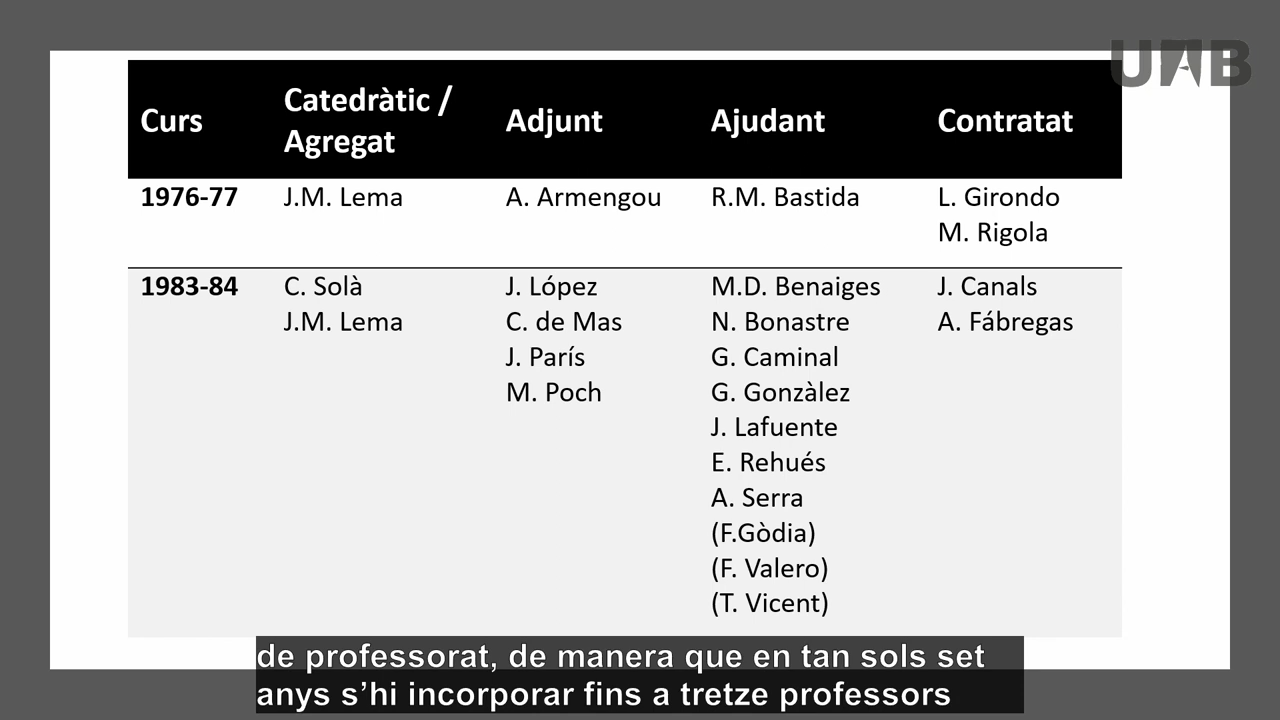 UAB
Curs Catedràtic / Agregat Adjunt Ajudant Contratat
1976-77 J.M. Lema A. Armengou R.M. Bastida L. Girondo
M. Rigola
1983-84 C. Solà J. López M.D. Benaiges J. Canals
J.M. Lema C. de Mas N. Bonastre A. Fábregas
J. París G. Caminal
M. Poch G. Gonzàlez
J. Lafuente
E. Rehués
A. Serra
(F.Gòdia)
(F. Valero)
(T. Vicent)
de professorat, de manera que en tan sols set
anys s’hi incorporar fins a tretze professors